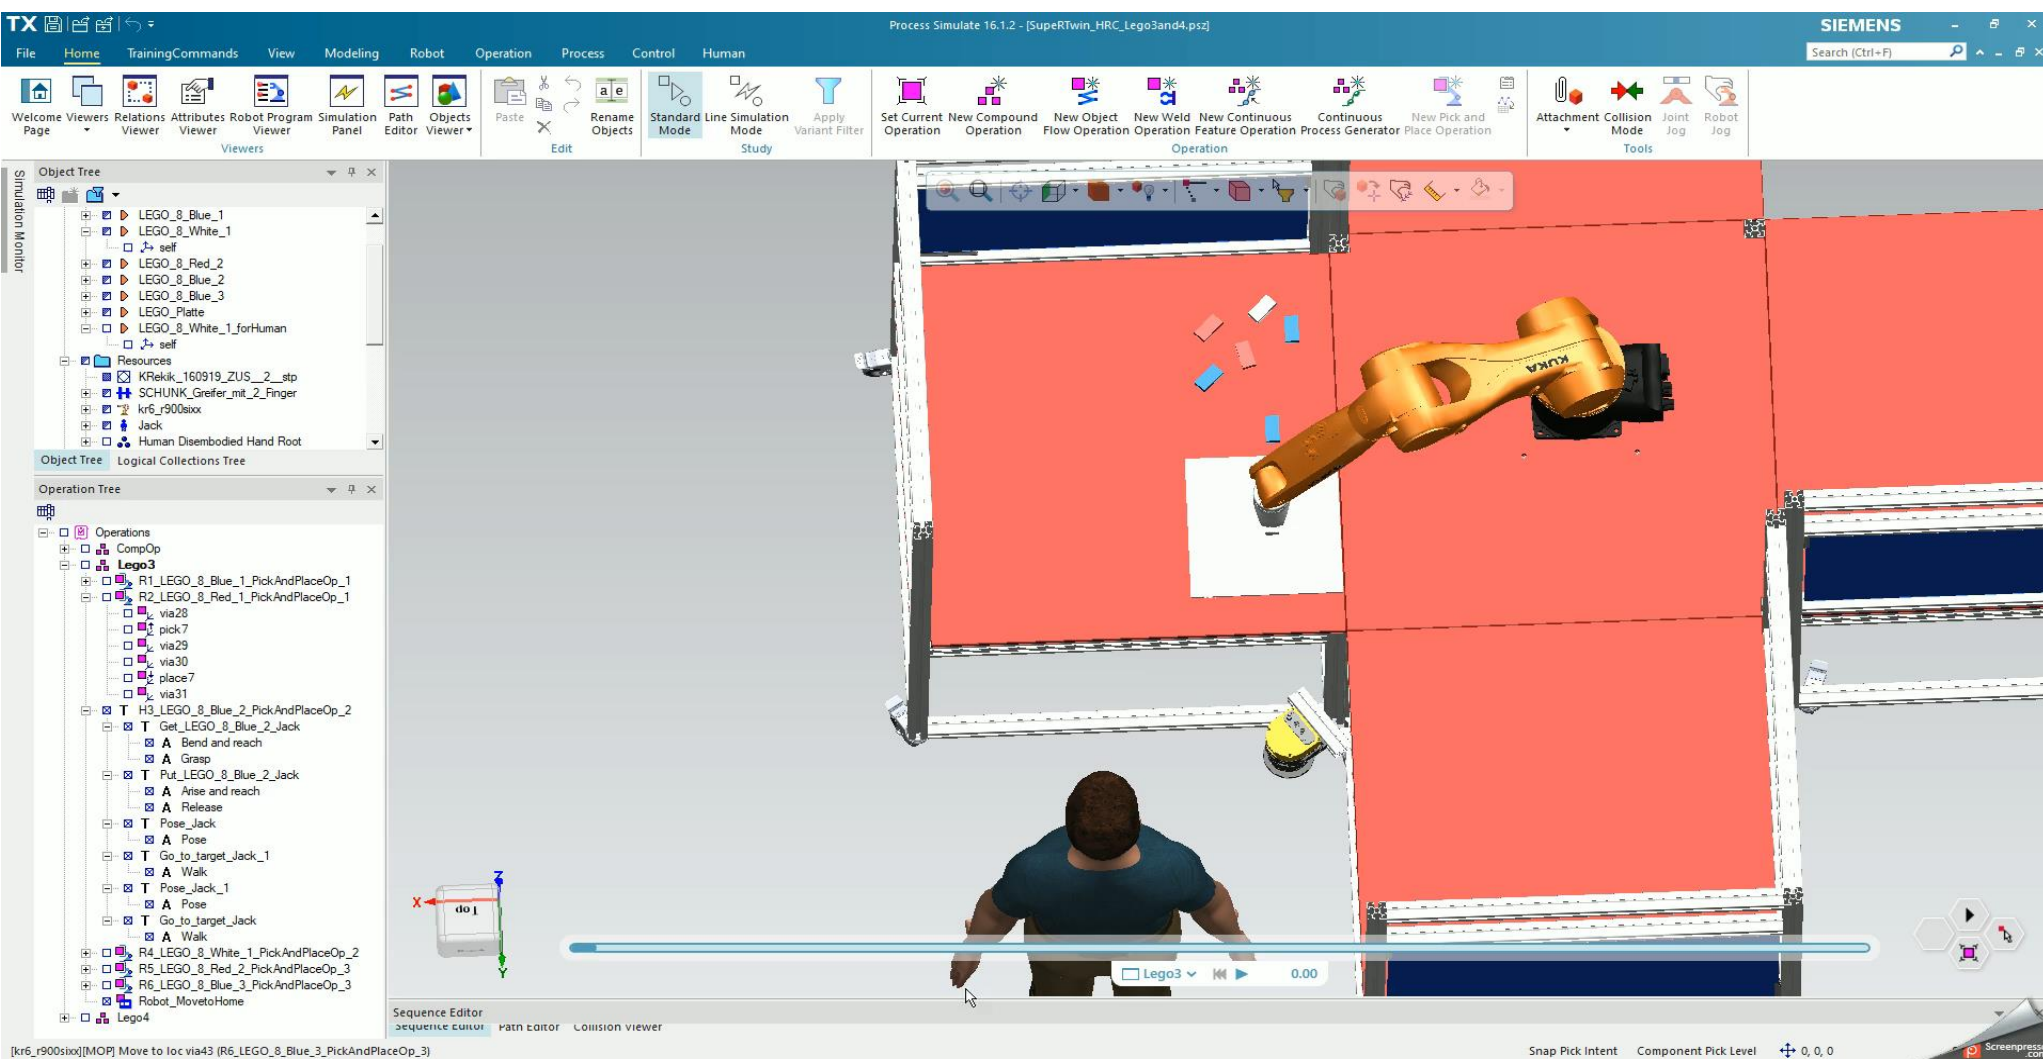 TX
Process Simulate 16.1.2 - [SupeRTwin_HRC_Lego3and4.psz]
SIEMENS
File Home TrainingCommands View Modeling Robot Operation Process Control Human
Search (Ctrl+F)
Welcome Page
Viewers
Relations Viewer
Attributes Viewer
Robot Program Viewer
Simulation Panel
Path Editor
Objects Viewer
Paste
Rename Objects
Standard Mode
Line Simulation Mode
Apply Variant Filter
Set Current Operation
New Compound Operation
New Object Flow Operation
New Weld Operation
New Continuous Feature Operation
Continuous Process Generator
New Pick and Place Operation
Attachment
Collision Mode
Joint Jog
Robot Jog
Viewers Edit Study Operation Tools
Simulation Monitor
Object Tree
LEGO_8_Blue_1
LEGO_8_White_1
self
LEGO_8_Red_2
LEGO_8_Blue_2
LEGO_8_Blue_3
LEGO_Platte
LEGO_8_White_1_forHuman
self
Resources
KRekik_160919_ZUS__2__stp
SCHUNK_Greifer_mit_2_Finger
kr6_r900sixx
Jack
Human Disembodied Hand Root
Object Tree Logical Collections Tree
Operation Tree
Operations
CompOp
Lego3
R1_LEGO_8_Blue_1_PickAndPlaceOp_1
R2_LEGO_8_Red_1_PickAndPlaceOp_1
via28
pick7
via29
via30
place7
via31
T H3_LEGO_8_Blue_2_PickAndPlaceOp_2
T Get_LEGO_8_Blue_2_Jack
A Bend and reach
A Grasp
T Put_LEGO_8_Blue_2_Jack
A Arise and reach
A Release
T Pose_Jack
A Pose
T Go_to_target_Jack_1
A Walk
T Pose_Jack_1
A Pose
T Go_to_target_Jack
A Walk
R4_LEGO_8_White_1_PickAndPlaceOp_2
R5_LEGO_8_Red_2_PickAndPlaceOp_3
R6_LEGO_8_Blue_3_PickAndPlaceOp_3
Robot_MovetoHome
Lego4
KUKA
Z
X
Top
Y
Lego3 0.00
Sequence Editor
Sequence Editor Path Editor Collision Viewer
[kr6_r900sixx][MOP] Move to loc via43 (R6_LEGO_8_Blue_3_PickAndPlaceOp_3)
Snap Pick Intent Component Pick Level 0, 0, 0